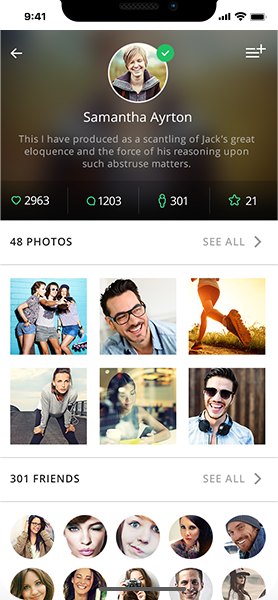 9:41
Samantha Ayrton
This I have produced as a scantling of Jack's great
eloquence and the force of his reasoning upon
such abstruse matters.
2963 1203 301 21
48 PHOTOS SEE ALL
301 FRIENDS SEE ALL